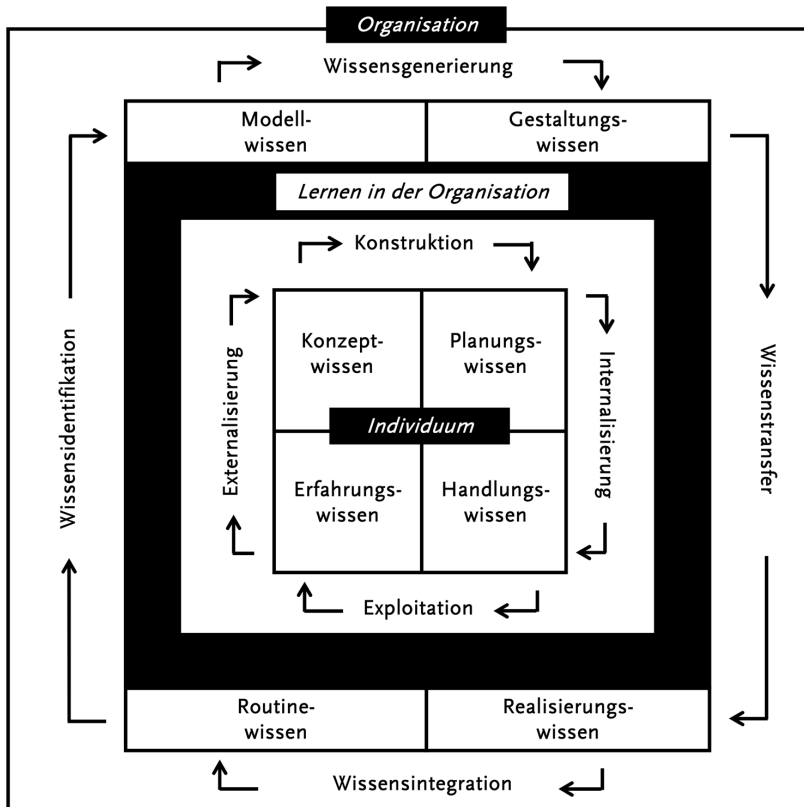 Organisation
Wissensgenerierung
Modell-
wissen
Gestaltungs-
wissen
Lernen in der Organisation
Konstruktion
Konzept-
wissen
Planungs-
wissen
Wissensidentifikation
Externalisierung
Internalisierung
Wissenstransfer
Individuum
Erfahrungs-
wissen
Handlungs-
wissen
Exploitation
Routine-
wissen
Realisierungs-
wissen
Wissensintegration